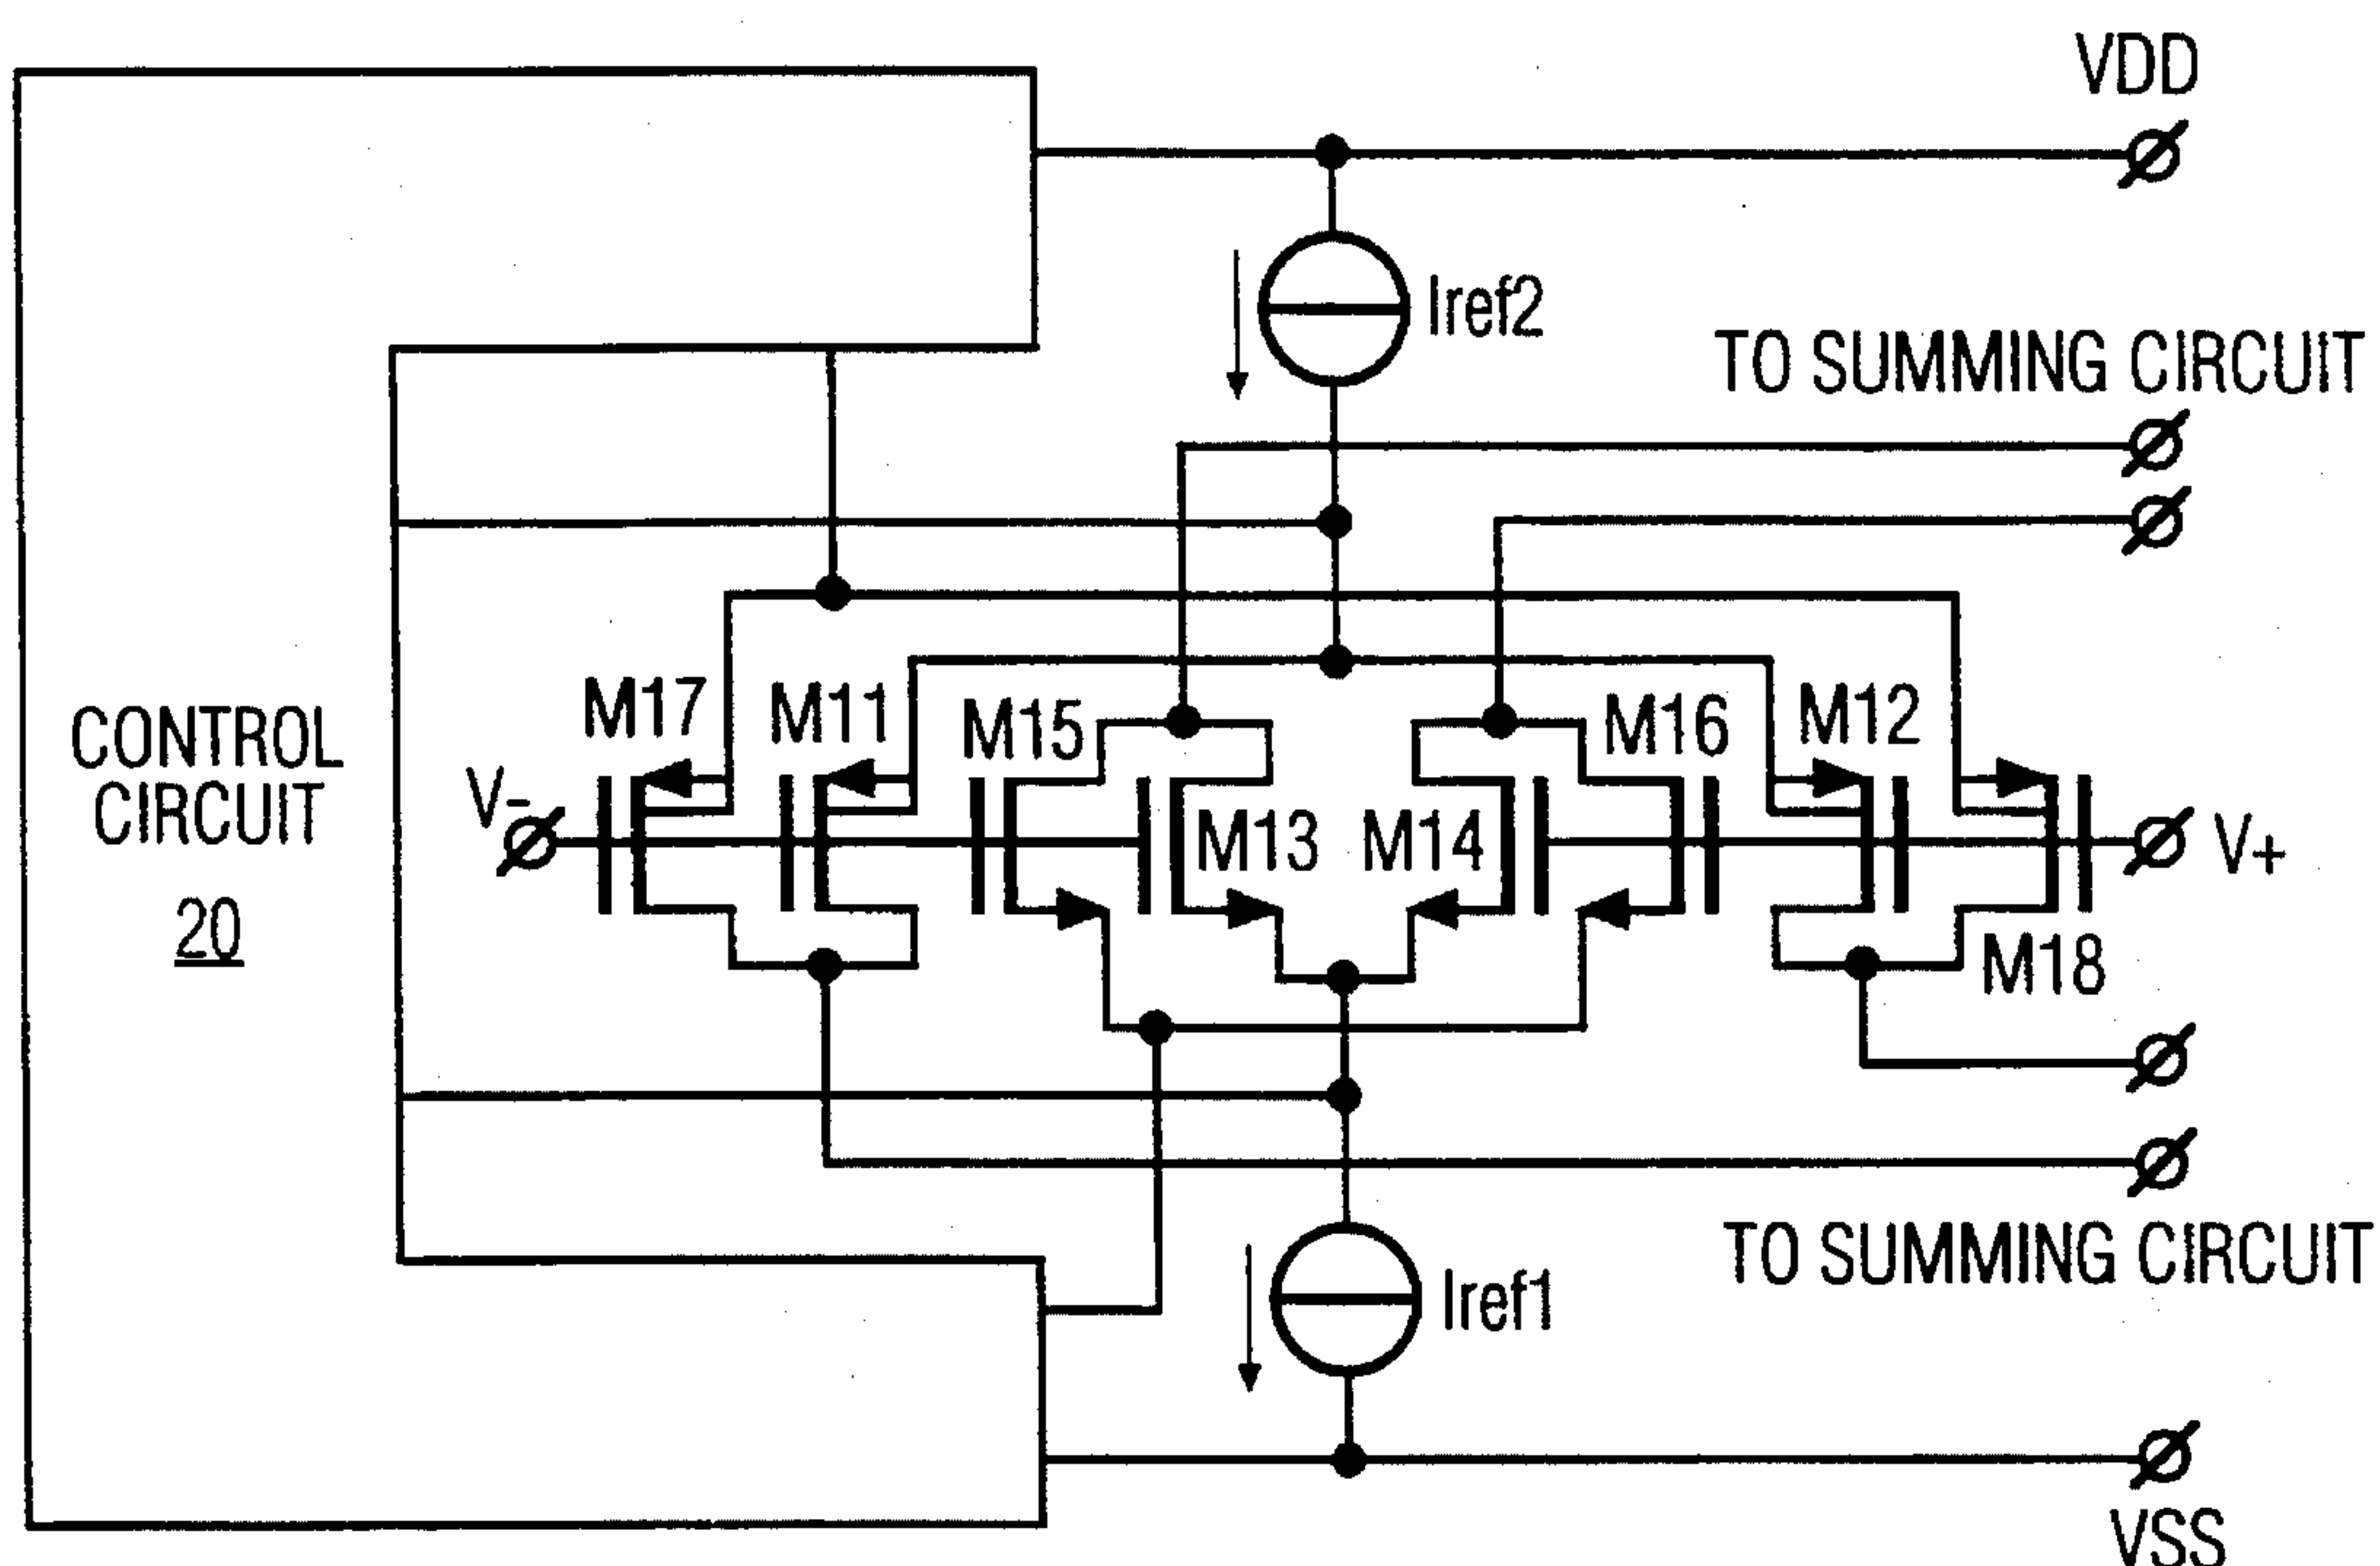 VDD
Iref2
TO SUMMING CIRCUIT
M17
M11
M15
M16
M12
CONTROL
CIRCUIT
20
V-
M13
M14
V+
M18
TO SUMMING CIRCUIT
Iref1
VSS